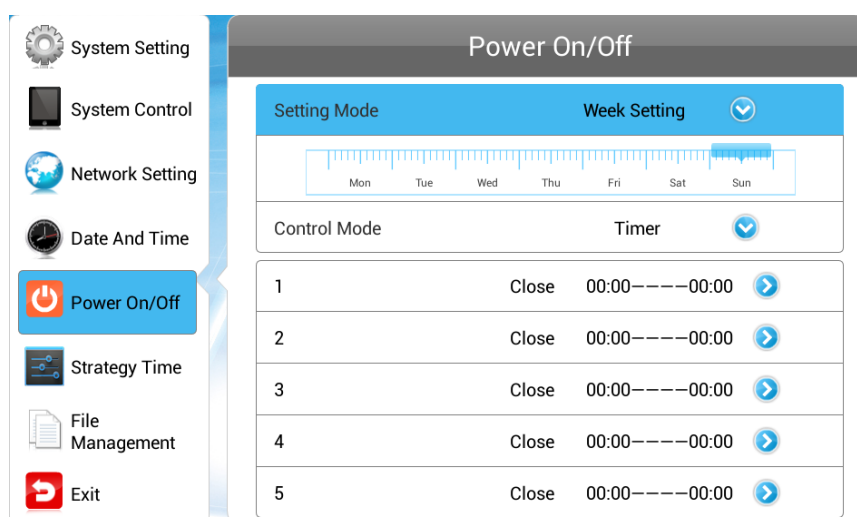 System Setting
System Control
Network Setting
Date And Time
Power On/Off
Strategy Time
File
Management
Exit
Power On/Off
Setting Mode Week Setting
Mon Tue Wed Thu Fri Sat Sun
Control Mode Timer
1 Close 00:00----00:00
2 Close 00:00----00:00
3 Close 00:00----00:00
4 Close 00:00----00:00
5 Close 00:00----00:00